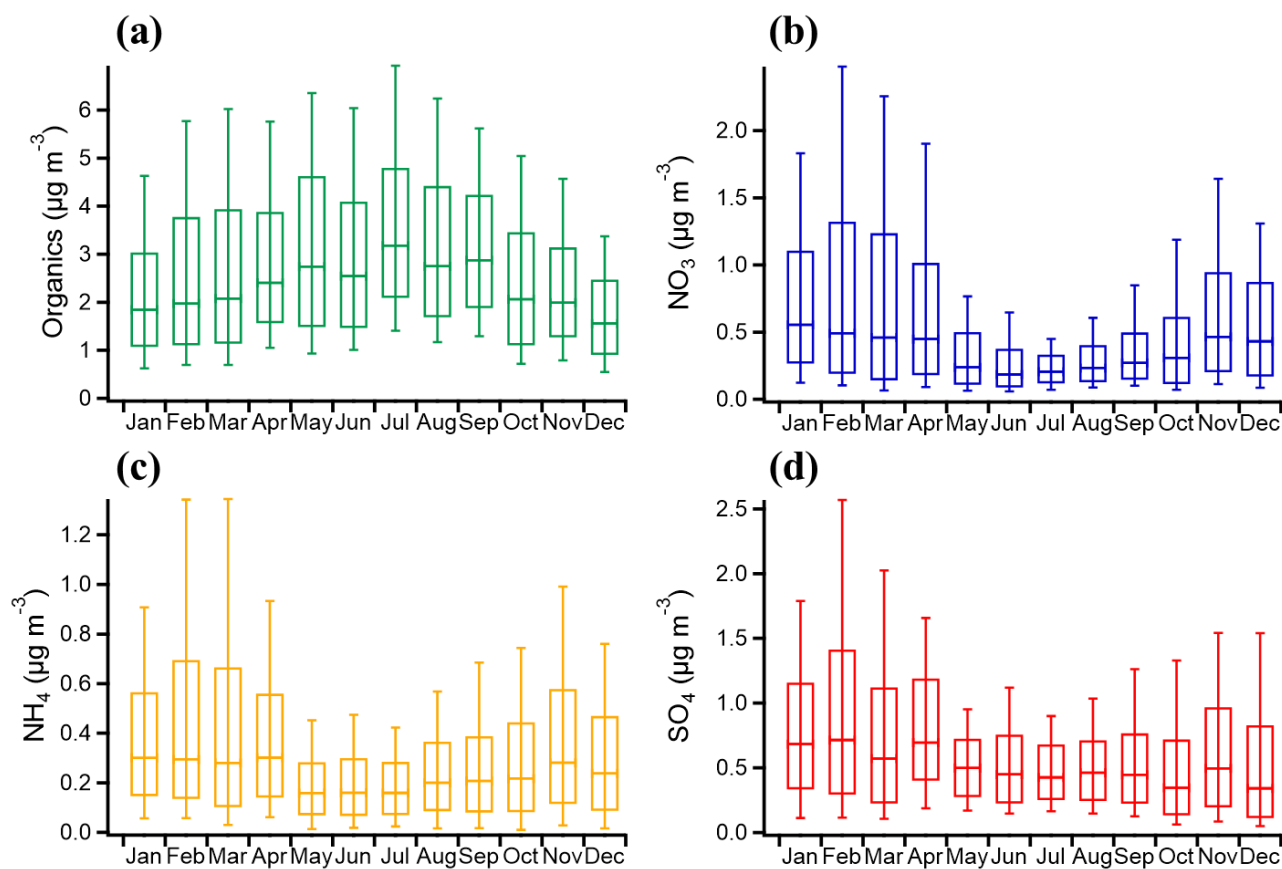 (a)
Organics (µg m⁻³)
6
5
4
3
2
1
0
Jan Feb Mar Apr May Jun Jul Aug Sep Oct Nov Dec
(b)
NO₃ (µg m⁻³)
2.0
1.5
1.0
0.5
0.0
Jan Feb Mar Apr May Jun Jul Aug Sep Oct Nov Dec
(c)
NH₄ (µg m⁻³)
1.2
1.0
0.8
0.6
0.4
0.2
0.0
Jan Feb Mar Apr May Jun Jul Aug Sep Oct Nov Dec
(d)
SO₄ (µg m⁻³)
2.5
2.0
1.5
1.0
0.5
0.0
Jan Feb Mar Apr May Jun Jul Aug Sep Oct Nov Dec